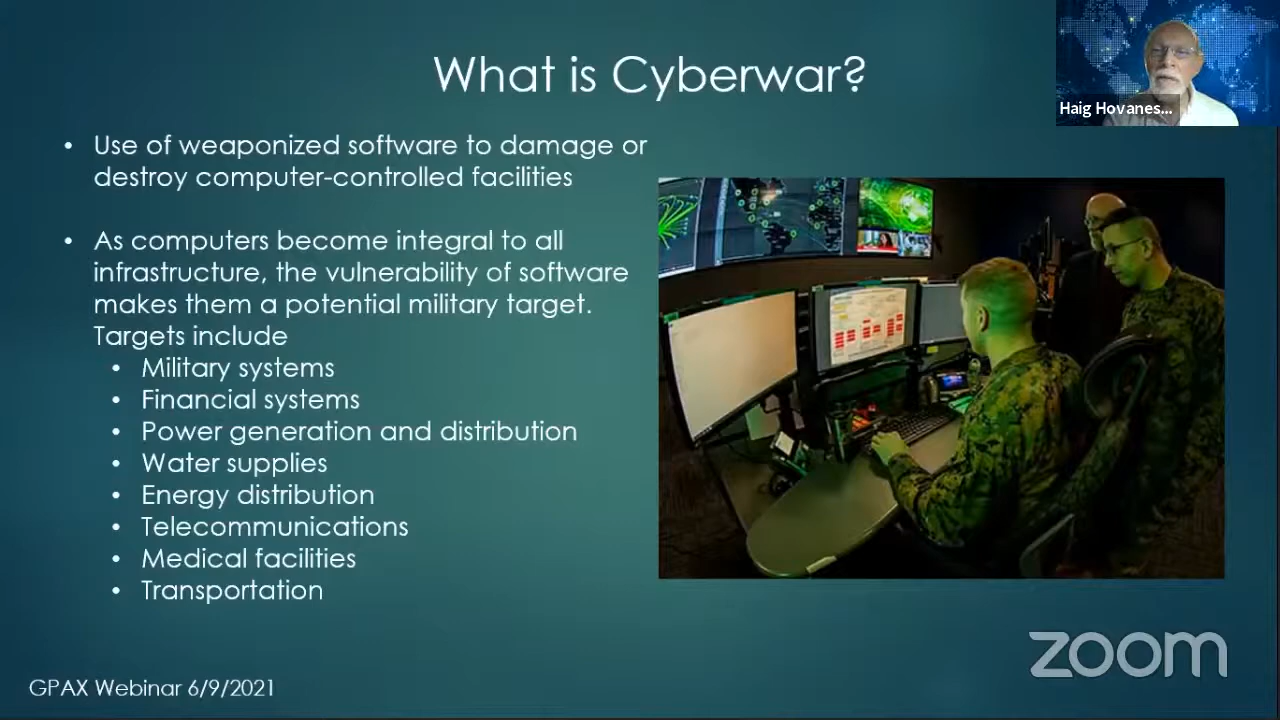 What is Cyberwar?
Haig Hovanes...
• Use of weaponized software to damage or
destroy computer-controlled facilities
• As computers become integral to all
infrastructure, the vulnerability of software
makes them a potential military target.
Targets include
• Military systems
• Financial systems
• Power generation and distribution
• Water supplies
• Energy distribution
• Telecommunications
• Medical facilities
• Transportation
zoom
GPAX Webinar 6/9/2021